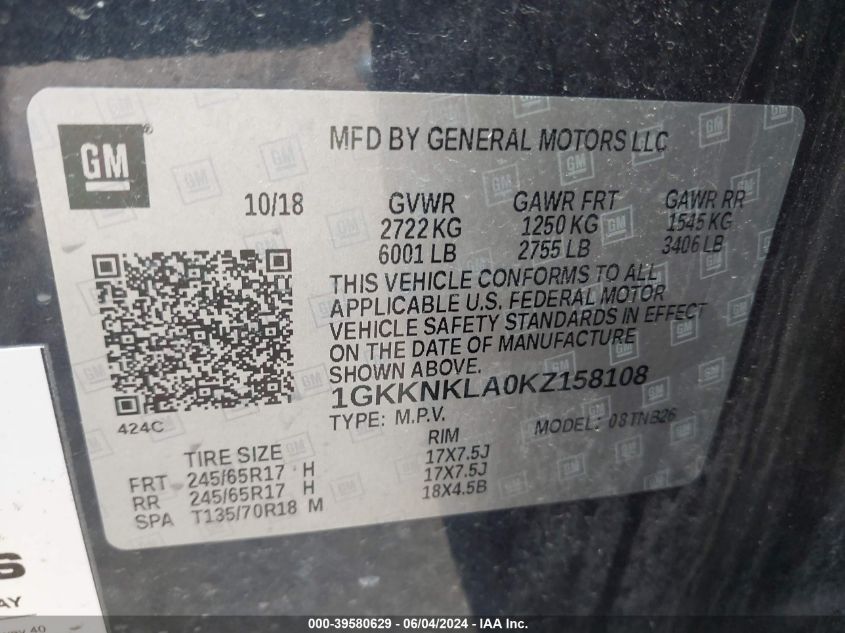 GM
®
MFD BY GENERAL MOTORS LLC
10/18 GVWR GAWR FRT GAWR RR
2722 KG 1250 KG 1545 KG
6001 LB 2755 LB 3406 LB
THIS VEHICLE CONFORMS TO ALL
APPLICABLE U.S. FEDERAL MOTOR
VEHICLE SAFETY STANDARDS IN EFFECT
ON THE DATE OF MANUFACTURE
SHOWN ABOVE.
1GKKNKLA0KZ158108
424C TYPE: M.P.V. MODEL: 08TNB26
TIRE SIZE RIM
FRT 245/65R17 H 17X7.5J
RR 245/65R17 H 17X7.5J
SPA T135/70R18 M 18X4.5B
S
AY
40
000-39580629 - 06/04/2024 - IAA Inc.